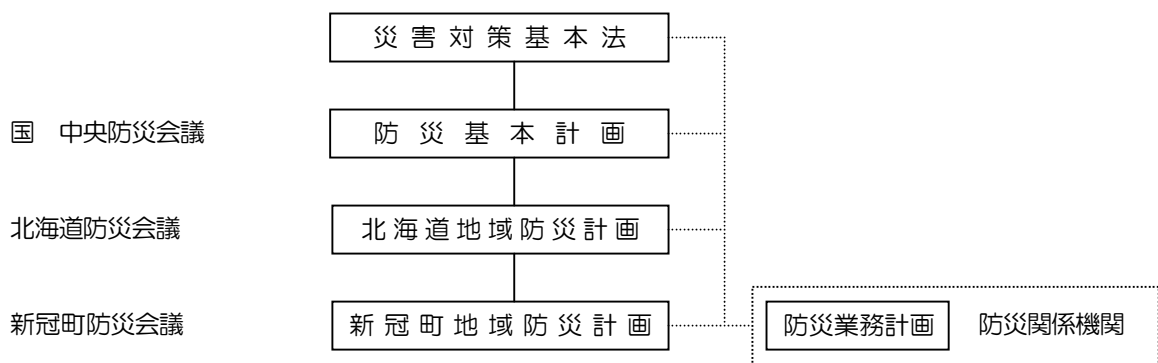 災害対策基本法
国　中央防災会議　防災基本計画
北海道防災会議　北海道地域防災計画
新冠町防災会議　新冠町地域防災計画　防災業務計画　防災関係機関